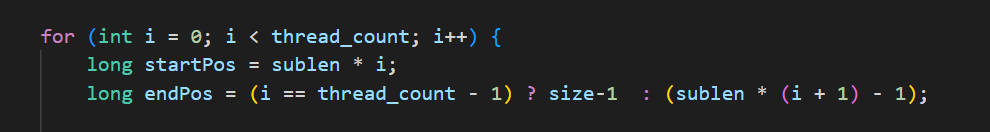 for (int i = 0; i < thread_count; i++) {
long startPos = sublen * i;
long endPos = (i == thread_count - 1) ? size-1  : (sublen * (i + 1) - 1);